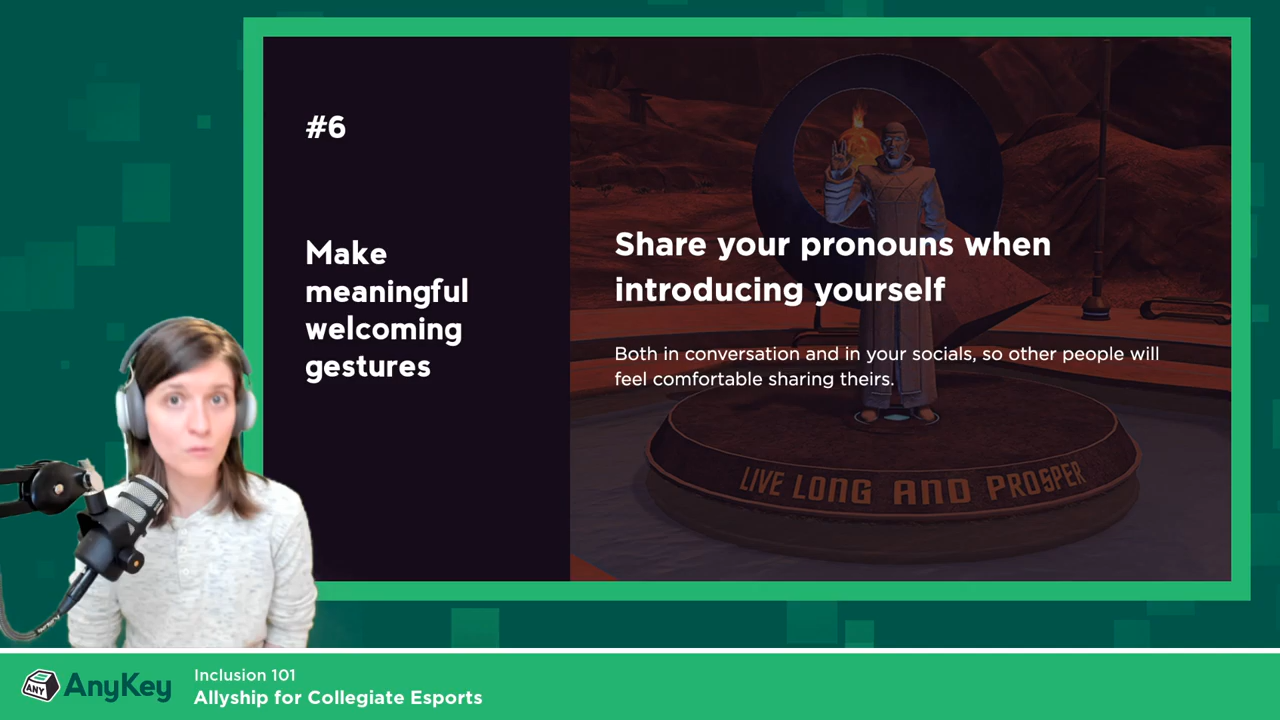 #6
Make
meaningful
welcoming
gestures
Share your pronouns when
introducing yourself
Both in conversation and in your socials, so other people will
feel comfortable sharing theirs.
LIVE LONG AND PROSPER
ANY
AnyKey
Inclusion 101
Allyship for Collegiate Esports